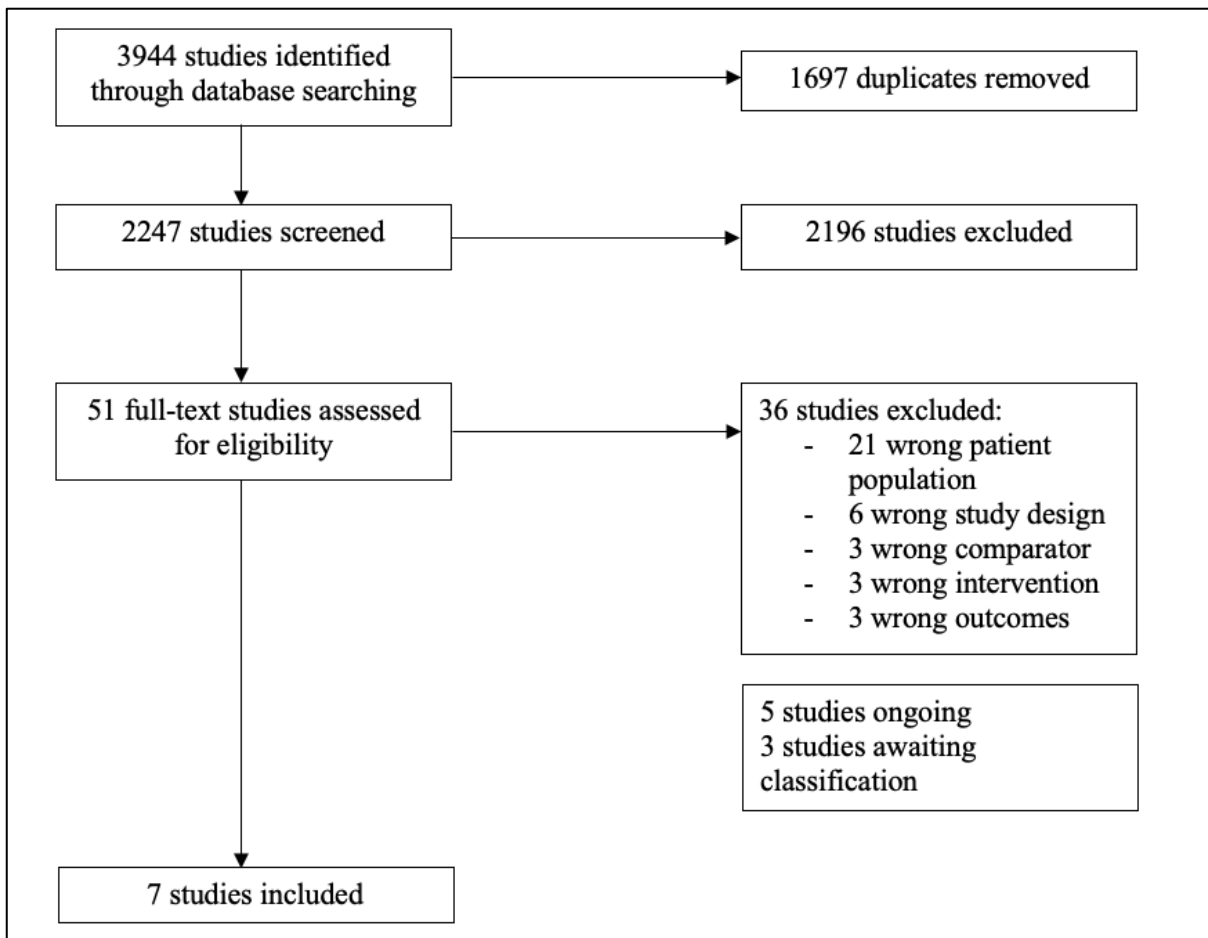 3944 studies identified
through database searching
1697 duplicates removed
2247 studies screened
2196 studies excluded
51 full-text studies assessed
for eligibility
36 studies excluded:
- 21 wrong patient
population
- 6 wrong study design
- 3 wrong comparator
- 3 wrong intervention
- 3 wrong outcomes
5 studies ongoing
3 studies awaiting
classification
7 studies included